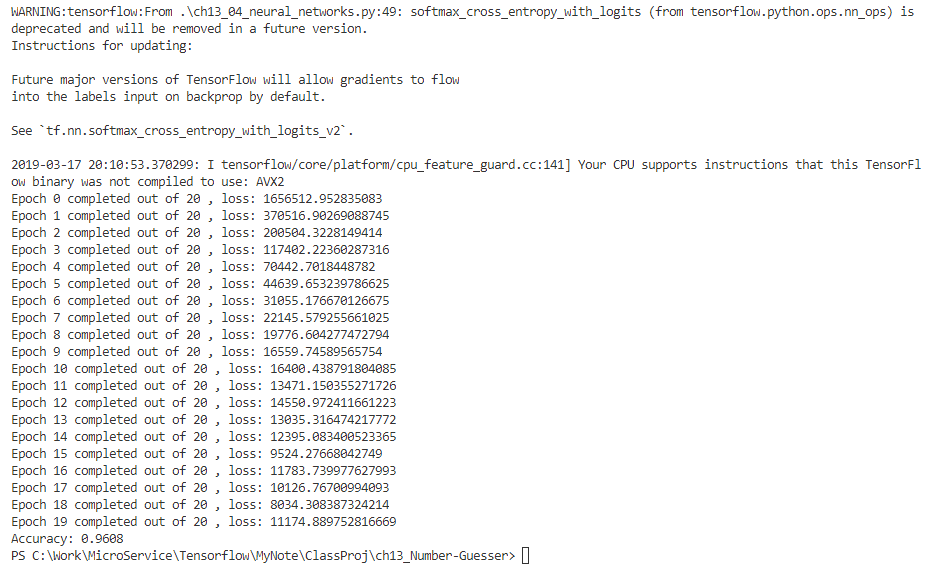 WARNING:tensorflow:From .\ch13_04_neural_networks.py:49: softmax_cross_entropy_with_logits (from tensorflow.python.ops.nn_ops) is
deprecated and will be removed in a future version.
Instructions for updating:
Future major versions of TensorFlow will allow gradients to flow
into the labels input on backprop by default.
See `tf.nn.softmax_cross_entropy_with_logits_v2`.
2019-03-17 20:10:53.370299: I tensorflow/core/platform/cpu_feature_guard.cc:141] Your CPU supports instructions that this TensorFl
ow binary was not compiled to use: AVX2
Epoch 0 completed out of 20 , loss: 1656512.952835083
Epoch 1 completed out of 20 , loss: 370516.90269088745
Epoch 2 completed out of 20 , loss: 200504.3228149414
Epoch 3 completed out of 20 , loss: 117402.22360287316
Epoch 4 completed out of 20 , loss: 70442.7018448782
Epoch 5 completed out of 20 , loss: 44639.653239786625
Epoch 6 completed out of 20 , loss: 31055.176670126675
Epoch 7 completed out of 20 , loss: 22145.579255661025
Epoch 8 completed out of 20 , loss: 19776.604277472794
Epoch 9 completed out of 20 , loss: 16559.74589565754
Epoch 10 completed out of 20 , loss: 16400.438791804085
Epoch 11 completed out of 20 , loss: 13471.150355271726
Epoch 12 completed out of 20 , loss: 14550.972411661223
Epoch 13 completed out of 20 , loss: 13035.316474217772
Epoch 14 completed out of 20 , loss: 12395.083400523365
Epoch 15 completed out of 20 , loss: 9524.27668042749
Epoch 16 completed out of 20 , loss: 11783.739977627993
Epoch 17 completed out of 20 , loss: 10126.76700994093
Epoch 18 completed out of 20 , loss: 8034.308387324214
Epoch 19 completed out of 20 , loss: 11174.889752816669
Accuracy: 0.9608
PS C:\Work\MicroService\Tensorflow\MyNote\ClassProj\ch13_Number-Guesser>